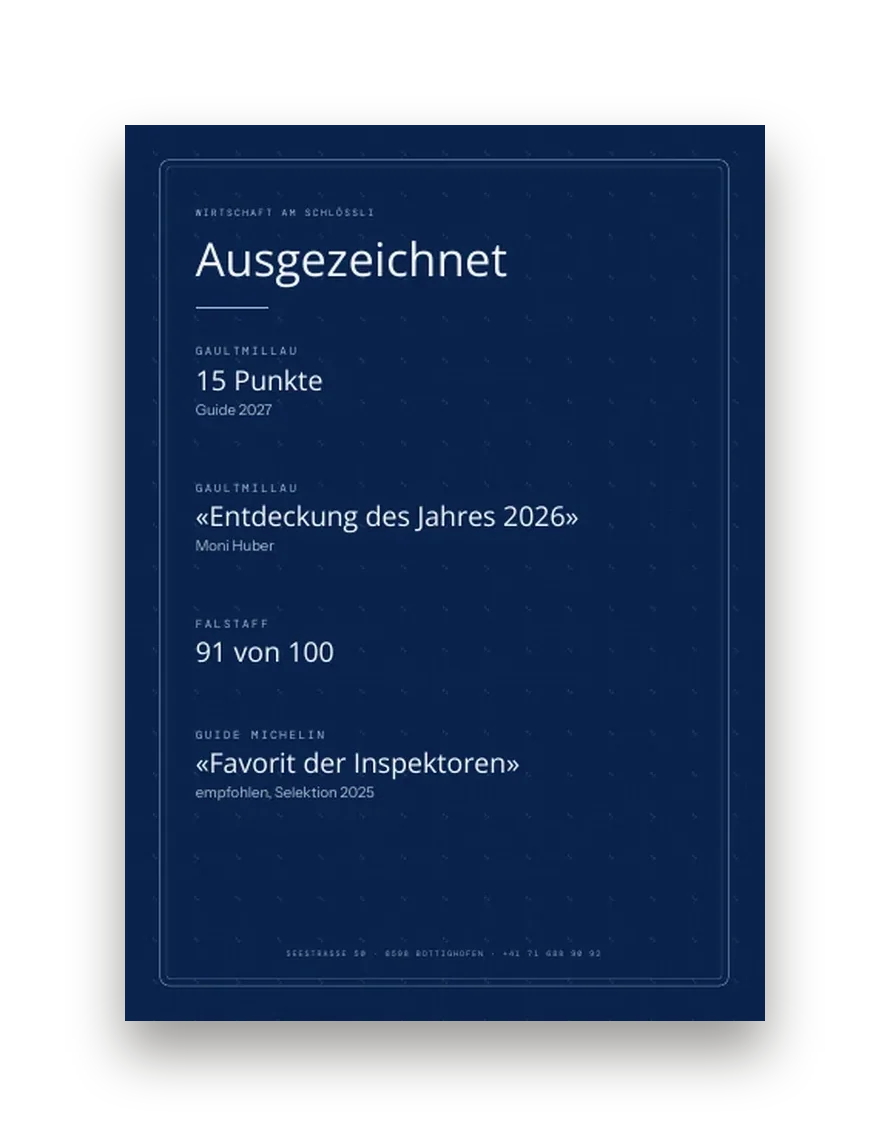 WIRTSCHAFT AM SCHLÖSSLI
Ausgezeichnet
GAULTMILLAU
15 Punkte
Guide 2027
GAULTMILLAU
«Entdeckung des Jahres 2026»
Moni Huber
FALSTAFF
91 von 100
GUIDE MICHELIN
«Favorit der Inspektoren»
empfohlen, Selektion 2025
SEESTRASSE 50 · 8598 BOTTIGHOFEN · +41 71 688 90 92